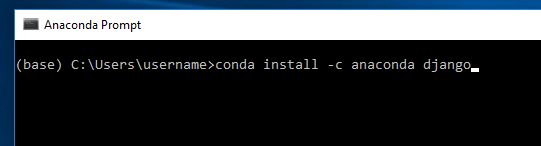 Anaconda Prompt
(base) C:\Users\username>conda install -c anaconda django